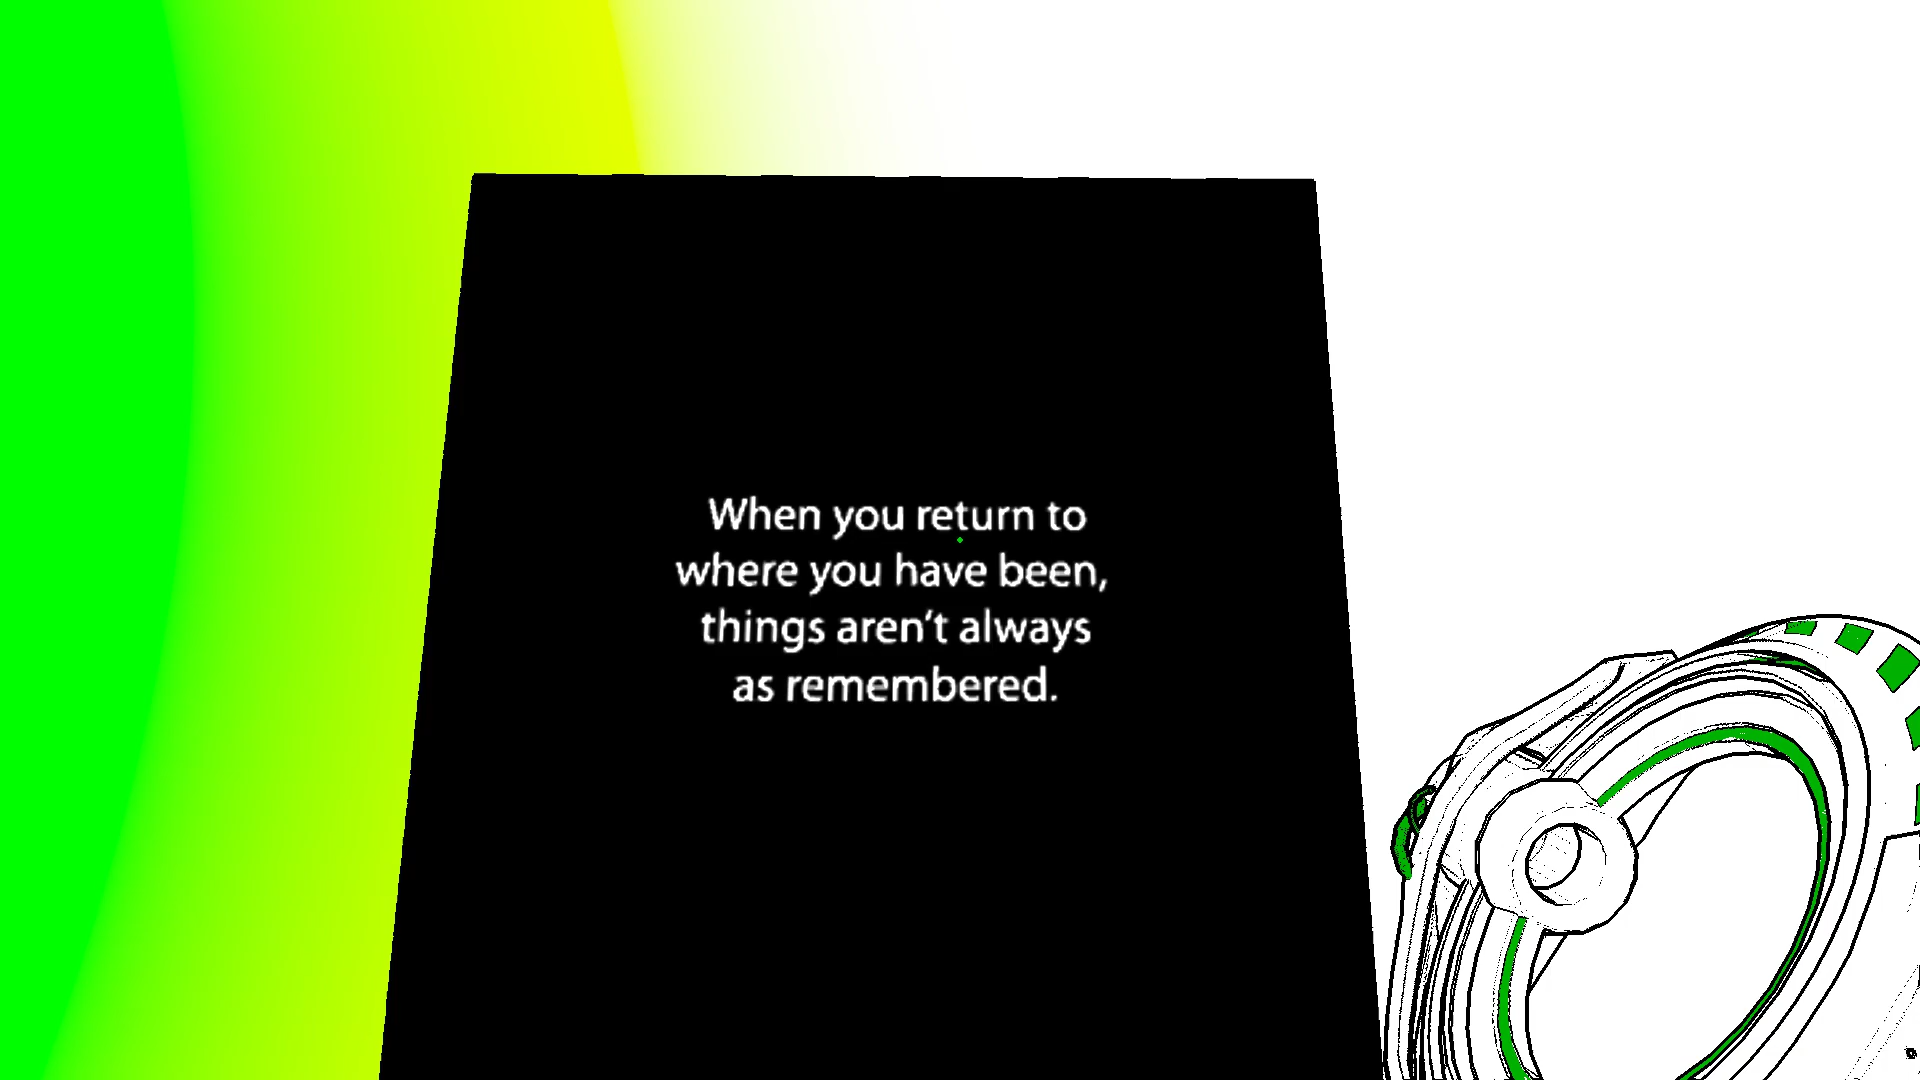 When you return to
where you have been,
things aren't always
as remembered.